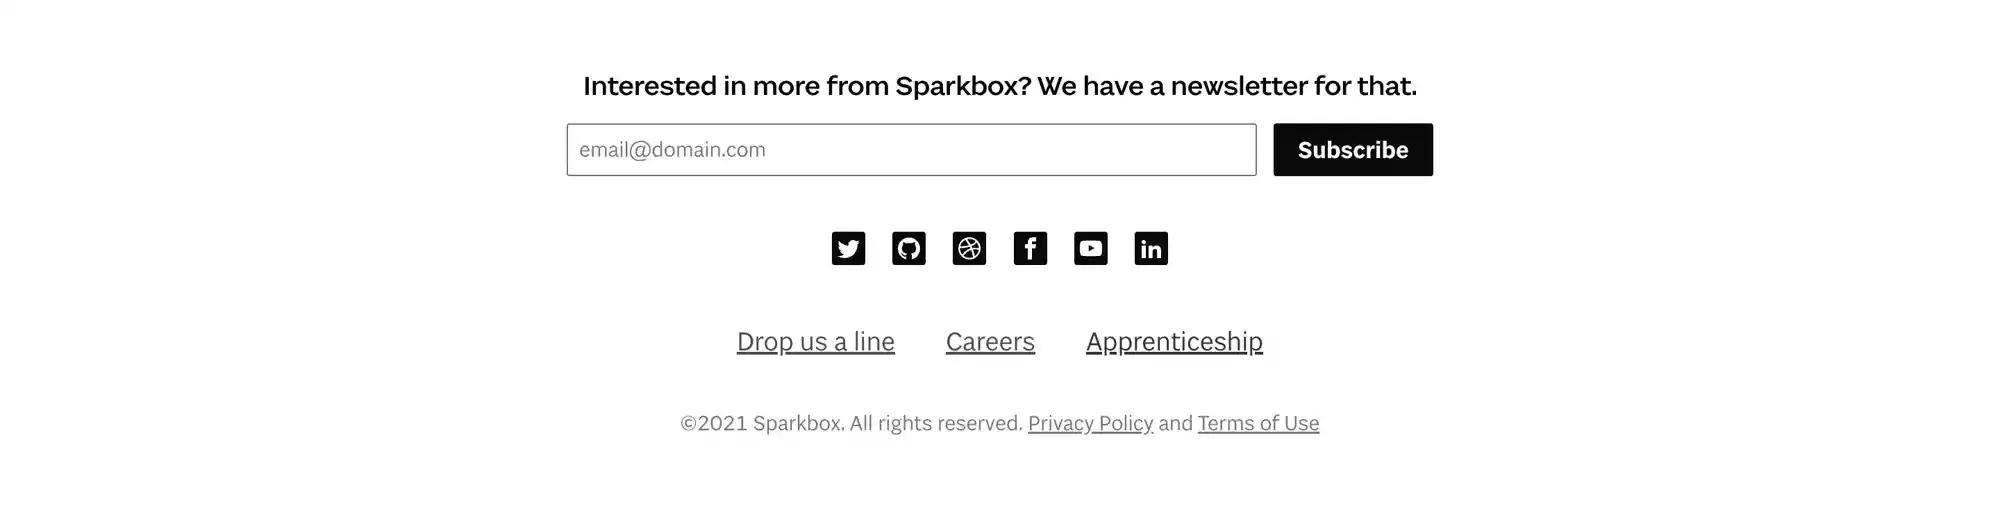 Interested in more from Sparkbox? We have a newsletter for that.
email@domain.com Subscribe
Drop us a line Careers Apprenticeship
©2021 Sparkbox. All rights reserved. Privacy Policy and Terms of Use